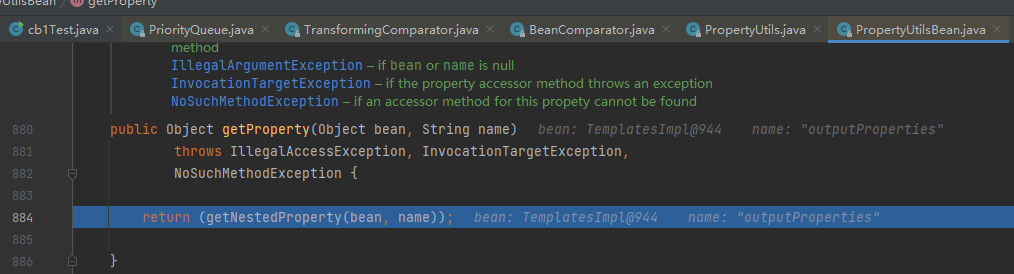 UtilsBean
getProperty
cb1Test.java
PriorityQueue.java
TransformingComparator.java
BeanComparator.java
PropertyUtils.java
PropertyUtilsBean.java
method
IllegalArgumentException – if bean or name is null
InvocationTargetException – if the property accessor method throws an exception
NoSuchMethodException – if an accessor method for this propety cannot be found
880 public Object getProperty(Object bean, String name) bean: TemplatesImpl@944 name: "outputProperties"
881 throws IllegalAccessException, InvocationTargetException,
882 NoSuchMethodException {
883
884 return (getNestedProperty(bean, name)); bean: TemplatesImpl@944 name: "outputProperties"
885
886 }